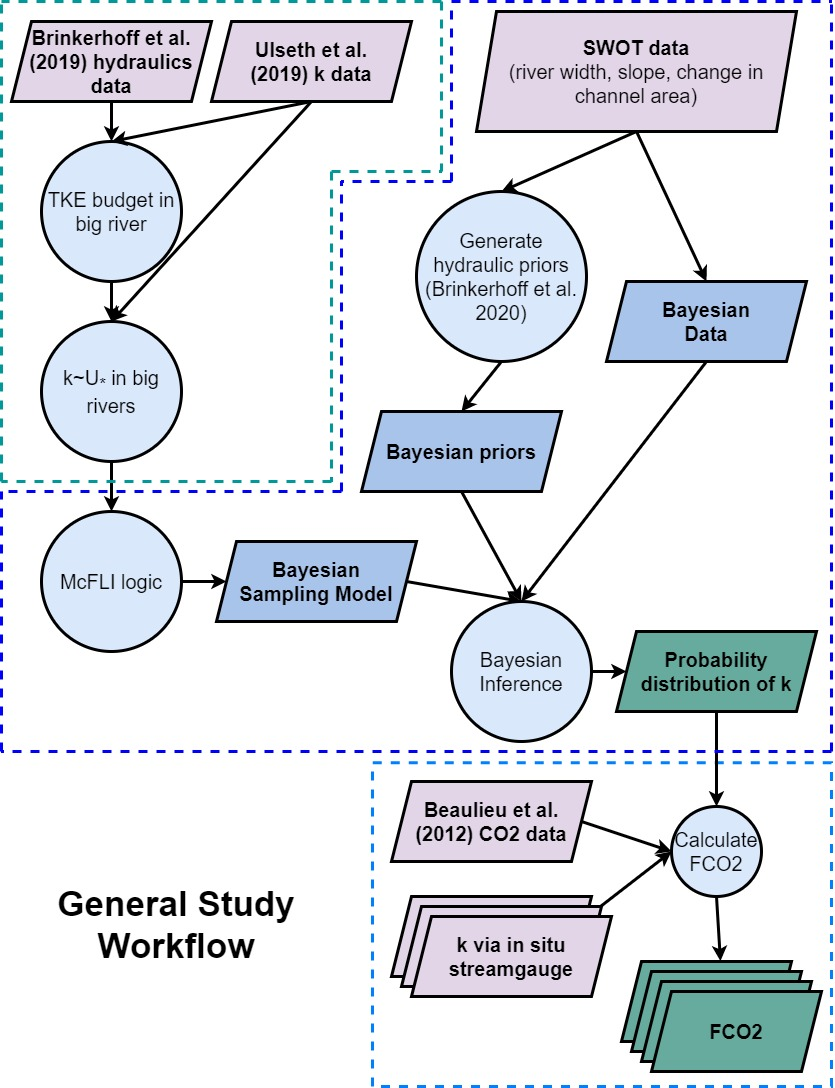 Brinkerhoff et al.
(2019) hydraulics
data
Ulseth et al.
(2019) k data
SWOT data
(river width, slope, change in
channel area)
TKE budget in
big river
Generate
hydraulic priors
(Brinkerhoff et al.
2020)
Bayesian
Data
k~U* in big
rivers
Bayesian priors
McFLI logic
Bayesian
Sampling Model
Bayesian
Inference
Probability
distribution of k
Beaulieu et al.
(2012) CO2 data
Calculate
FCO2
k via in situ
streamgauge
FCO2
General Study
Workflow